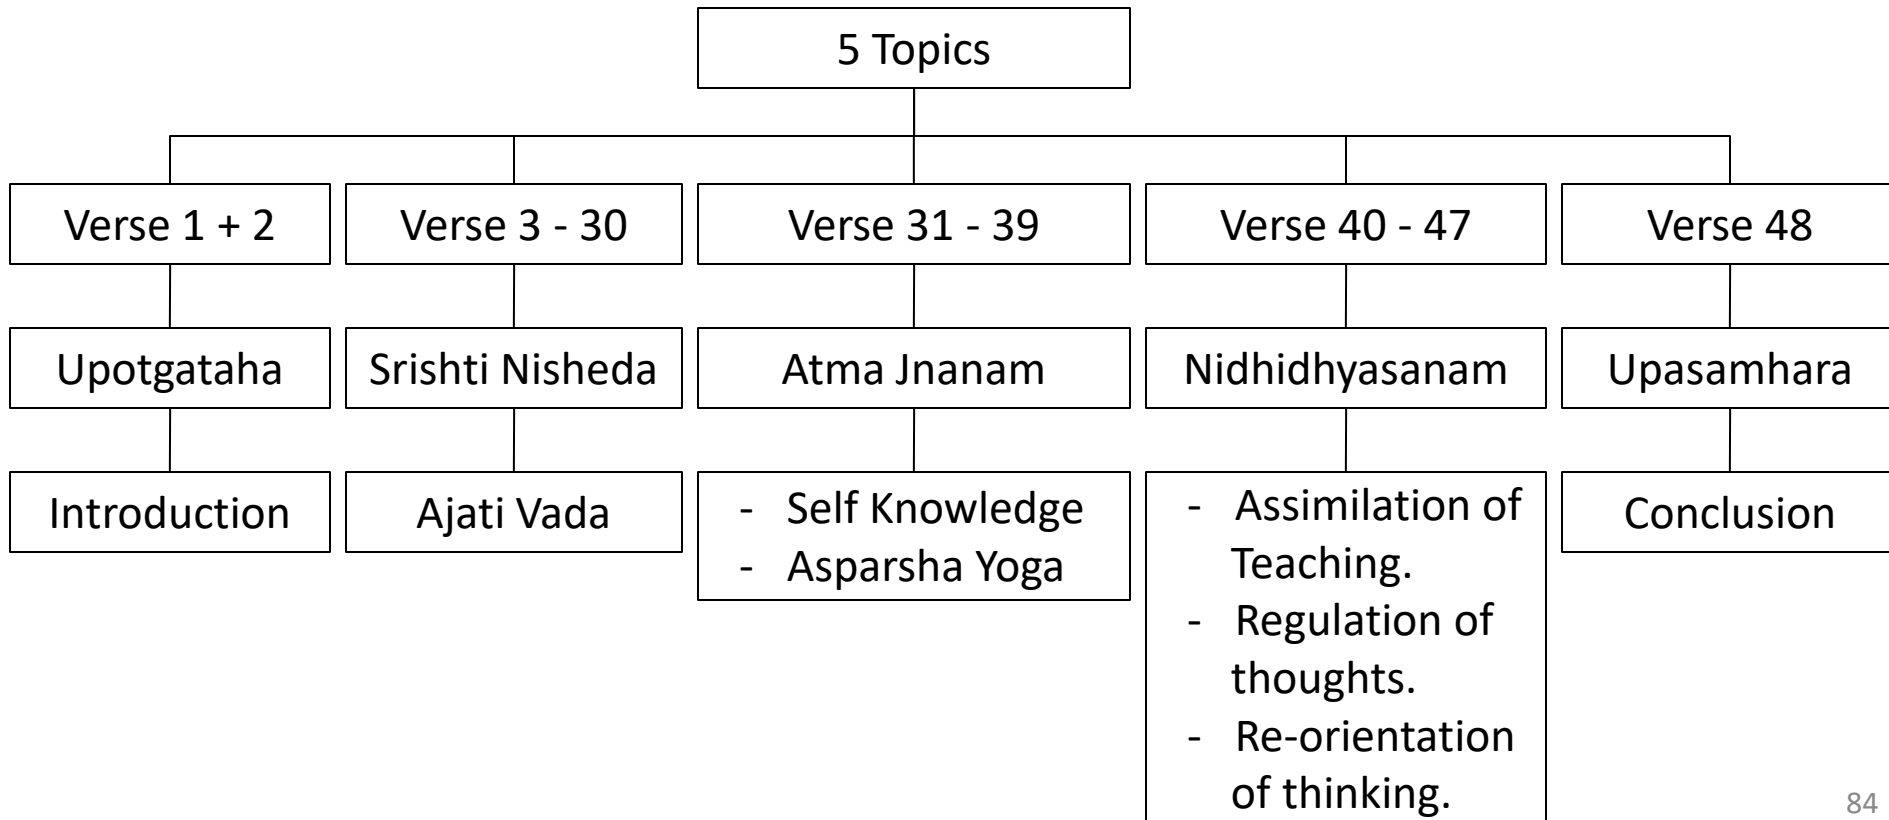 5 Topics
Verse 1 + 2
Verse 3 - 30
Verse 31 - 39
Verse 40 - 47
Verse 48
Upotgataha
Srishti Nisheda
Atma Jnanam
Nidhidhyasanam
Upasamhara
Introduction
Ajati Vada
- Self Knowledge
- Asparsha Yoga
- Assimilation of
Teaching.
- Regulation of
thoughts.
- Re-orientation
of thinking.
Conclusion
84